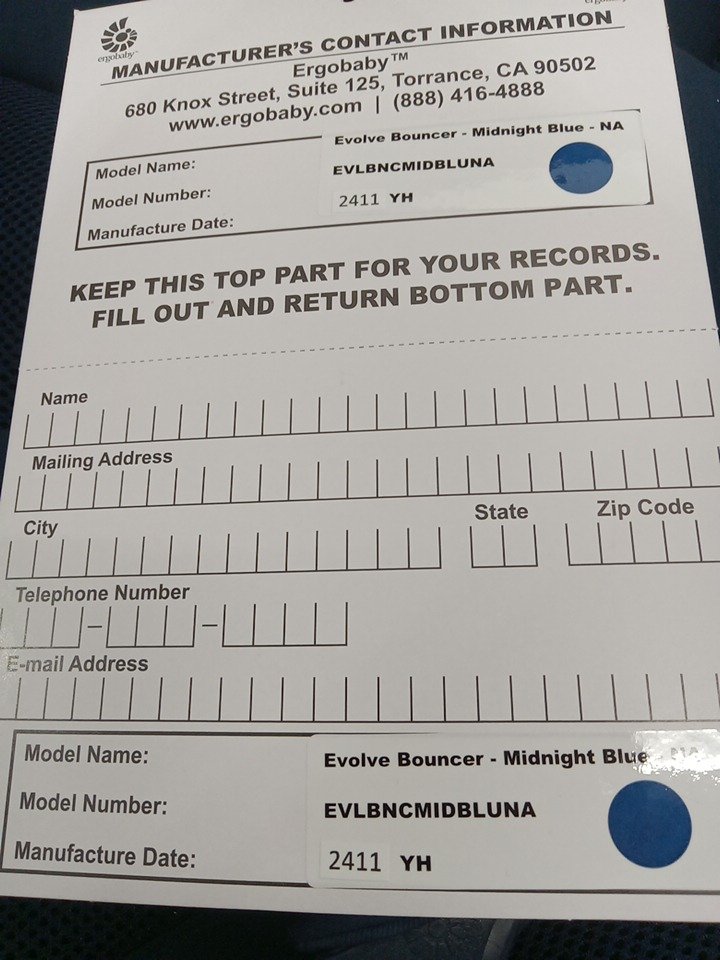 ergobaby
MANUFACTURER'S CONTACT INFORMATION
Ergobaby™
680 Knox Street, Suite 125, Torrance, CA 90502
www.ergobaby.com | (888) 416-4888
Model Name: Evolve Bouncer - Midnight Blue - NA
Model Number: EVLBNCMIDBLUNA
Manufacture Date: 2411 YH
KEEP THIS TOP PART FOR YOUR RECORDS.
FILL OUT AND RETURN BOTTOM PART.
Name
Mailing Address
City State Zip Code
Telephone Number
E-mail Address
Model Name: Evolve Bouncer - Midnight Blue - NA
Model Number: EVLBNCMIDBLUNA
Manufacture Date: 2411 YH